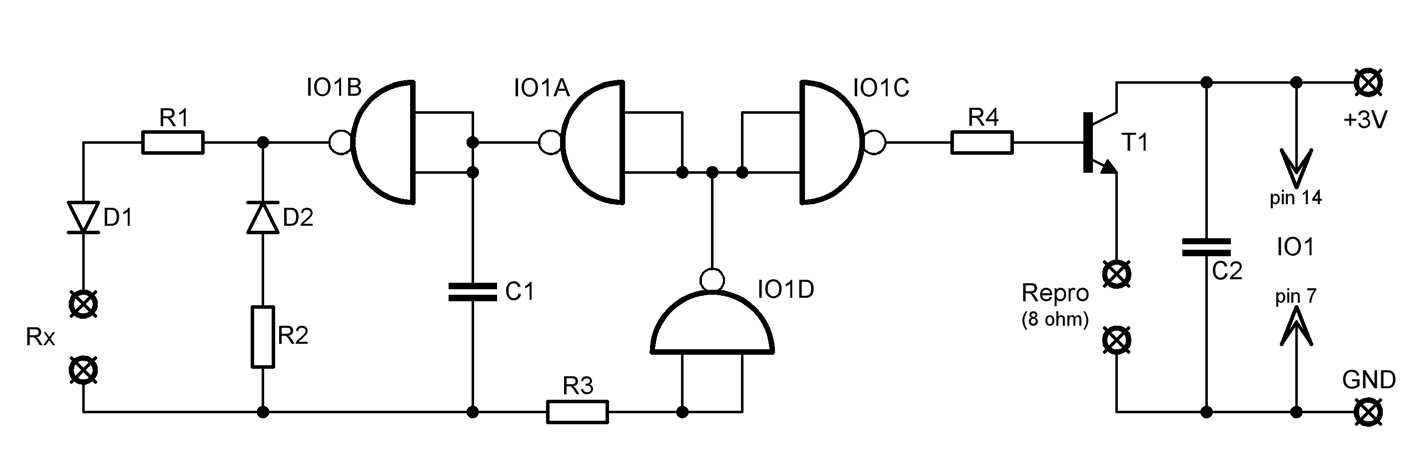 IO1B
IO1A
IO1C
R1
R4
T1
+3V
D1
D2
pin 14
IO1
C2
pin 7
C1
IO1D
Repro
(8 ohm)
Rx
R2
R3
GND